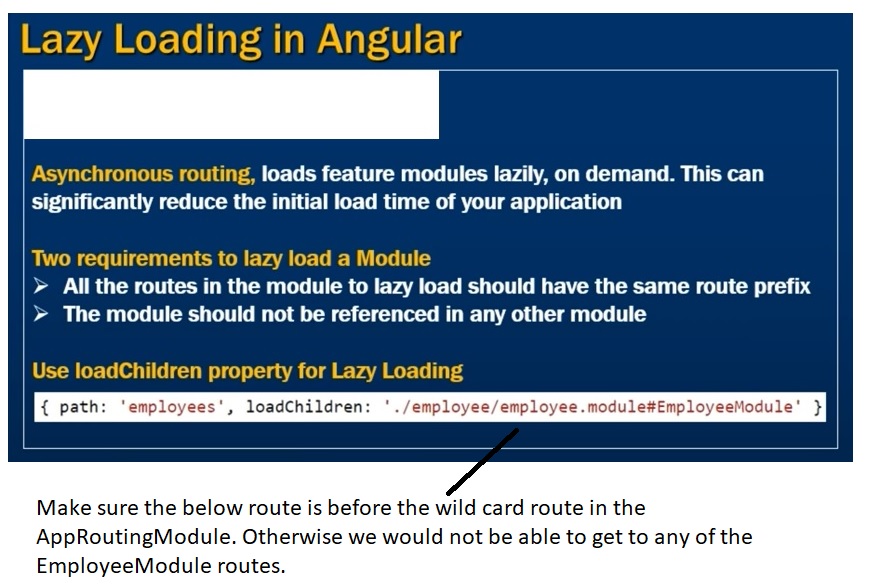 Lazy Loading in Angular
Asynchronous routing, loads feature modules lazily, on demand. This can
significantly reduce the initial load time of your application
Two requirements to lazy load a Module
➢ All the routes in the module to lazy load should have the same route prefix
➢ The module should not be referenced in any other module
Use loadChildren property for Lazy Loading
{ path: 'employees', loadChildren: './employee/employee.module#EmployeeModule' }
Make sure the below route is before the wild card route in the
AppRoutingModule. Otherwise we would not be able to get to any of the
EmployeeModule routes.